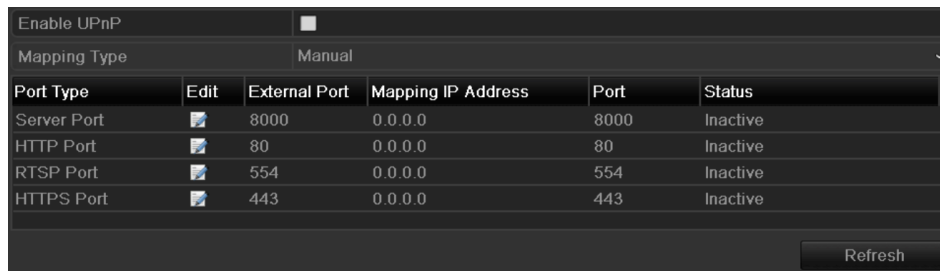 Enable UPnP
Mapping Type Manual
Port Type Edit External Port Mapping IP Address Port Status
Server Port 8000 0.0.0.0 8000 Inactive
HTTP Port 80 0.0.0.0 80 Inactive
RTSP Port 554 0.0.0.0 554 Inactive
HTTPS Port 443 0.0.0.0 443 Inactive
Refresh